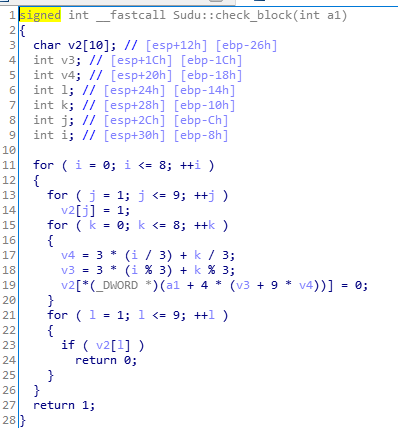 1 signed int __fastcall Sudu::check_block(int a1)
2 {
3 char v2[10]; // [esp+12h] [ebp-26h]
4 int v3; // [esp+1Ch] [ebp-1Ch]
5 int v4; // [esp+20h] [ebp-18h]
6 int l; // [esp+24h] [ebp-14h]
7 int k; // [esp+28h] [ebp-10h]
8 int j; // [esp+2Ch] [ebp-Ch]
9 int i; // [esp+30h] [ebp-8h]
10
11 for ( i = 0; i <= 8; ++i )
12 {
13 for ( j = 1; j <= 9; ++j )
14 v2[j] = 1;
15 for ( k = 0; k <= 8; ++k )
16 {
17 v4 = 3 * (i / 3) + k / 3;
18 v3 = 3 * (i % 3) + k % 3;
19 v2[*(_DWORD *)(a1 + 4 * (v3 + 9 * v4))] = 0;
20 }
21 for ( l = 1; l <= 9; ++l )
22 {
23 if ( v2[l] )
24 return 0;
25 }
26 }
27 return 1;
28 }